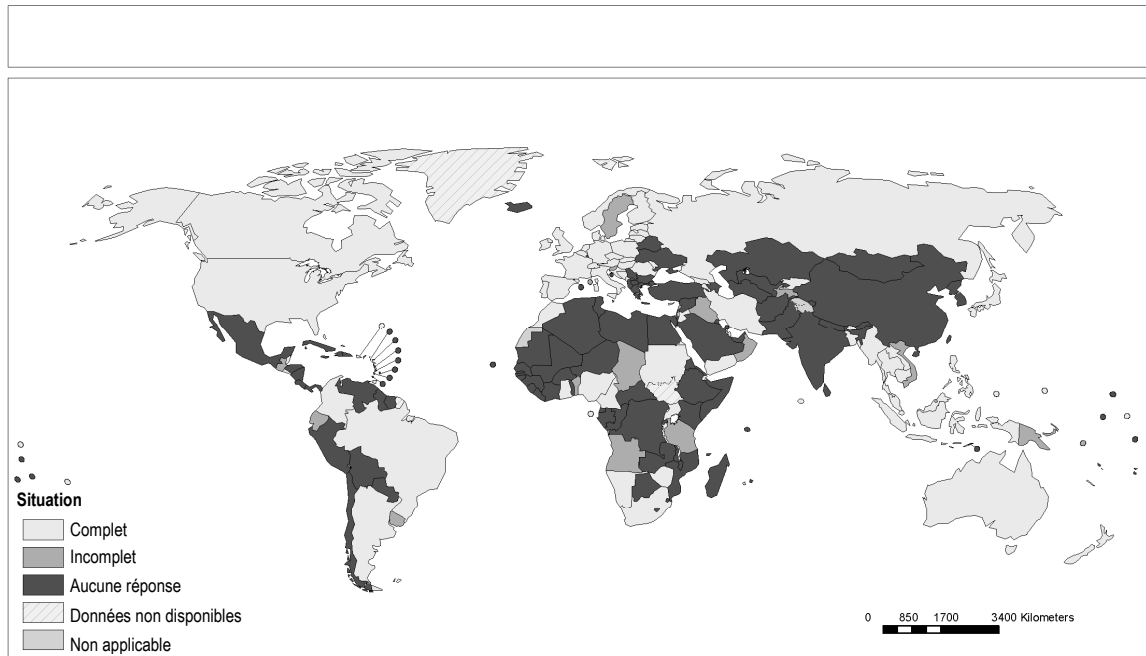 Situation
Complet
Incomplet
Aucune réponse
Données non disponibles
Non applicable
0 850 1700 3400 Kilometers